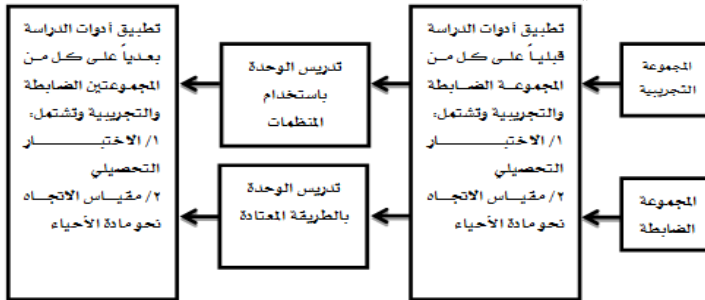 المجموعة
التجريبية
المجموعة
الضابطة
تطبيق أدوات الدراسة
قبلياً على كل من
المجموعة الضابطة
والتجريبية وتشتمل:
١/ الاختبار
التحصيلي
٢/ مقياس الاتجاه
نحو مادة الأحياء
تدريس الوحدة
باستخدام
المنظمات
تدريس الوحدة
بالطريقة المعتادة
تطبيق أدوات الدراسة
بعدياً على كل من
المجموعتين الضابطة
والتجريبية وتشتمل:
١/ الاختبار
التحصيلي
٢/ مقياس الاتجاه
نحو مادة الأحياء